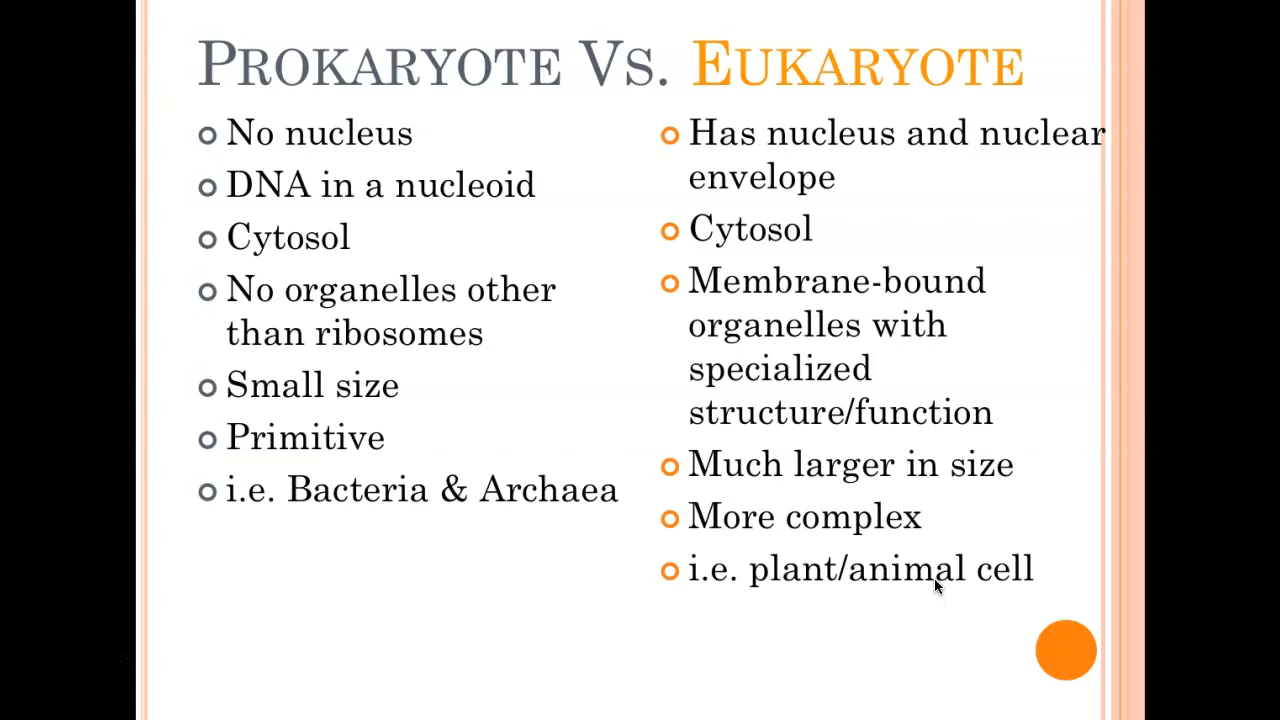 PROKARYOTE VS. EUKARYOTE
No nucleus
DNA in a nucleoid
Cytosol
No organelles other
than ribosomes
Small size
Primitive
i.e. Bacteria & Archaea
Has nucleus and nuclear
envelope
Cytosol
Membrane-bound
organelles with
specialized
structure/function
Much larger in size
More complex
i.e. plant/animal cell